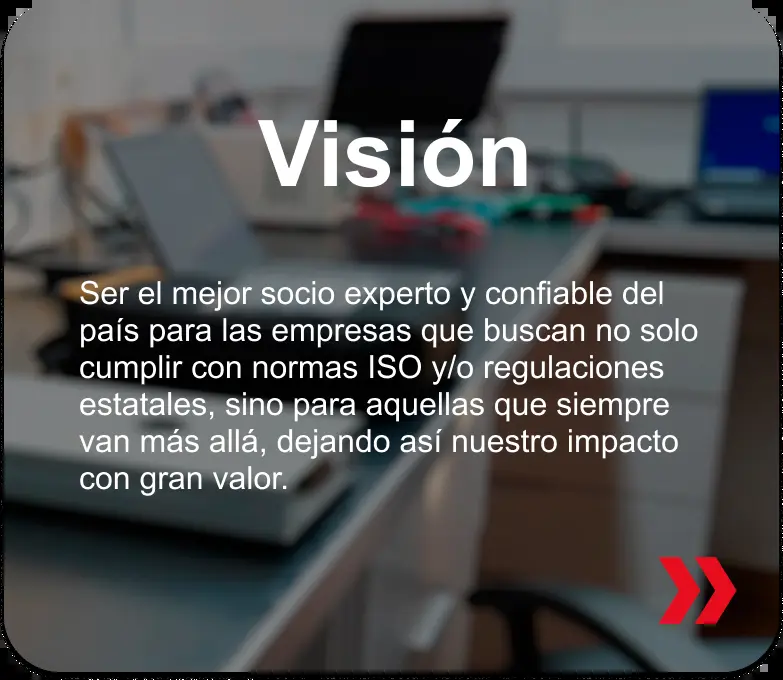 Visión
Ser el mejor socio experto y confiable del
país para las empresas que buscan no solo
cumplir con normas ISO y/o regulaciones
estatales, sino para aquellas que siempre
van más allá, dejando así nuestro impacto
con gran valor.